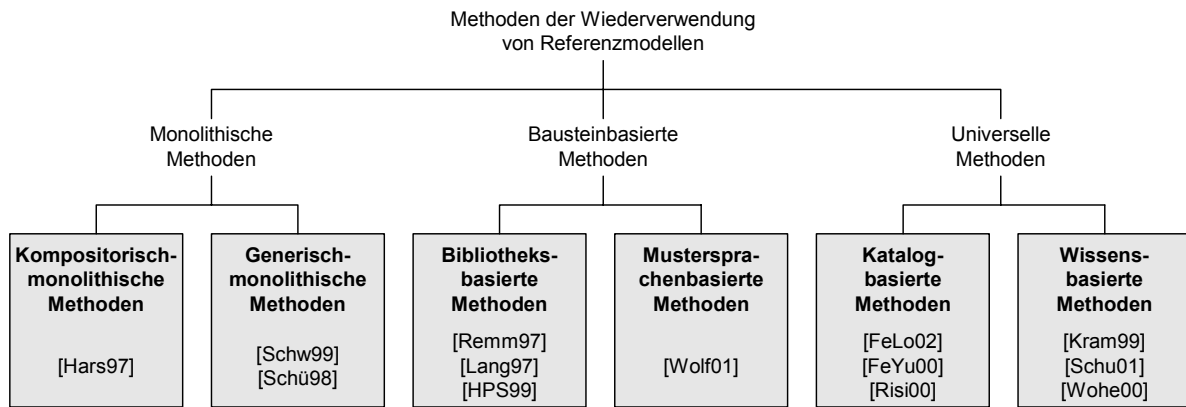 Methoden der Wiederverwendung
von Referenzmodellen
Monolithische
Methoden
Bausteinbasierte
Methoden
Universelle
Methoden
Kompositorisch-
monolithische
Methoden
[Hars97]
Generisch-
monolithische
Methoden
[Schw99]
[Schü98]
Bibliotheks-
basierte
Methoden
[Remm97]
[Lang97]
[HPS99]
Musterspra-
chenbasierte
Methoden
[Wolf01]
Katalog-
basierte
Methoden
[FeLo02]
[FeYu00]
[Risi00]
Wissens-
basierte
Methoden
[Kram99]
[Schu01]
[Wohe00]